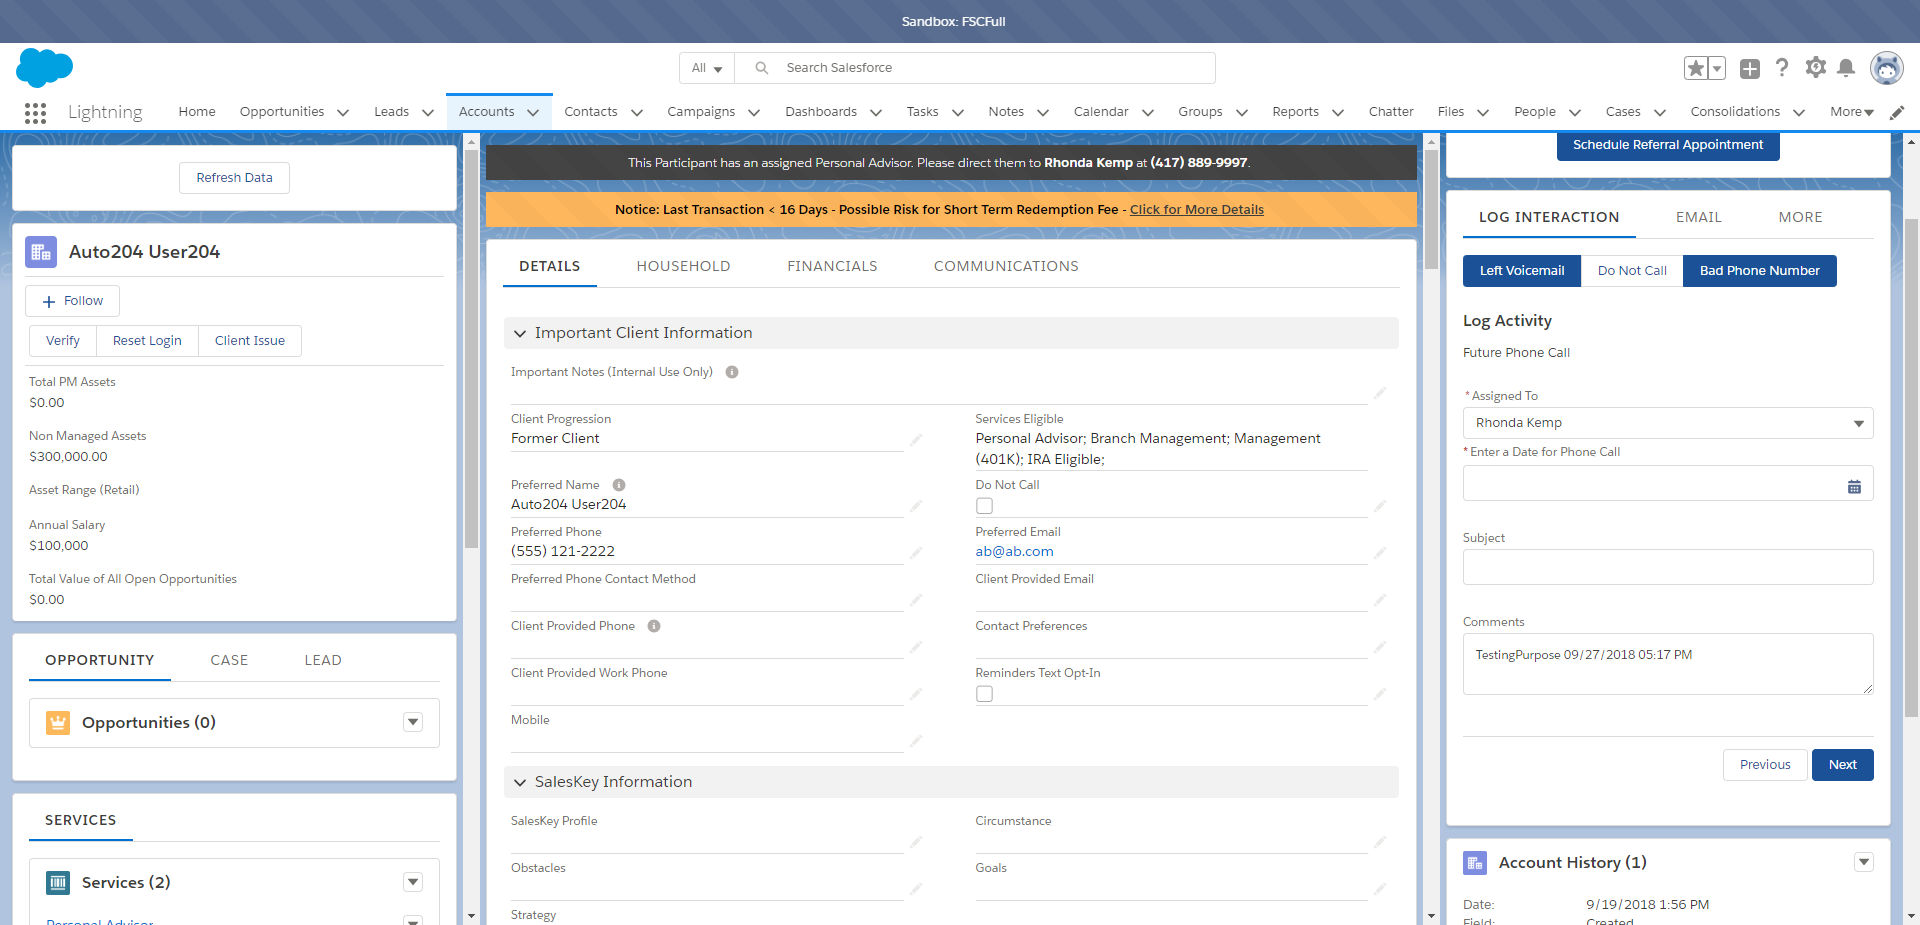 Sandbox: FSCFull
All
Search Salesforce
Lightning
Home
Opportunities
Leads
Accounts
Contacts
Campaigns
Dashboards
Tasks
Notes
Calendar
Groups
Reports
Chatter
Files
People
Cases
Consolidations
More
Refresh Data
Auto204 User204
Follow
Verify
Reset Login
Client Issue
Total PM Assets
$0.00
Non Managed Assets
$300,000.00
Asset Range (Retail)
Annual Salary
$100,000
Total Value of All Open Opportunities
$0.00
OPPORTUNITY
CASE
LEAD
Opportunities (0)
SERVICES
Services (2)
Personal Advisor
This Participant has an assigned Personal Advisor. Please direct them to Rhonda Kemp at (417) 889-9997.
Notice: Last Transaction < 16 Days - Possible Risk for Short Term Redemption Fee - Click for More Details
DETAILS
HOUSEHOLD
FINANCIALS
COMMUNICATIONS
Important Client Information
Important Notes (Internal Use Only)
Client Progression
Former Client
Services Eligible
Personal Advisor; Branch Management; Management
(401K); IRA Eligible;
Preferred Name
Auto204 User204
Do Not Call
Preferred Phone
(555) 121-2222
Preferred Email
ab@ab.com
Preferred Phone Contact Method
Client Provided Email
Client Provided Phone
Contact Preferences
Client Provided Work Phone
Reminders Text Opt-In
Mobile
SalesKey Information
SalesKey Profile
Circumstance
Obstacles
Goals
Strategy
Schedule Referral Appointment
LOG INTERACTION
EMAIL
MORE
Left Voicemail
Do Not Call
Bad Phone Number
Log Activity
Future Phone Call
*Assigned To
Rhonda Kemp
*Enter a Date for Phone Call
Subject
Comments
TestingPurpose 09/27/2018 05:17 PM
Previous
Next
Account History (1)
Date:
9/19/2018 1:56 PM
Field:
Created